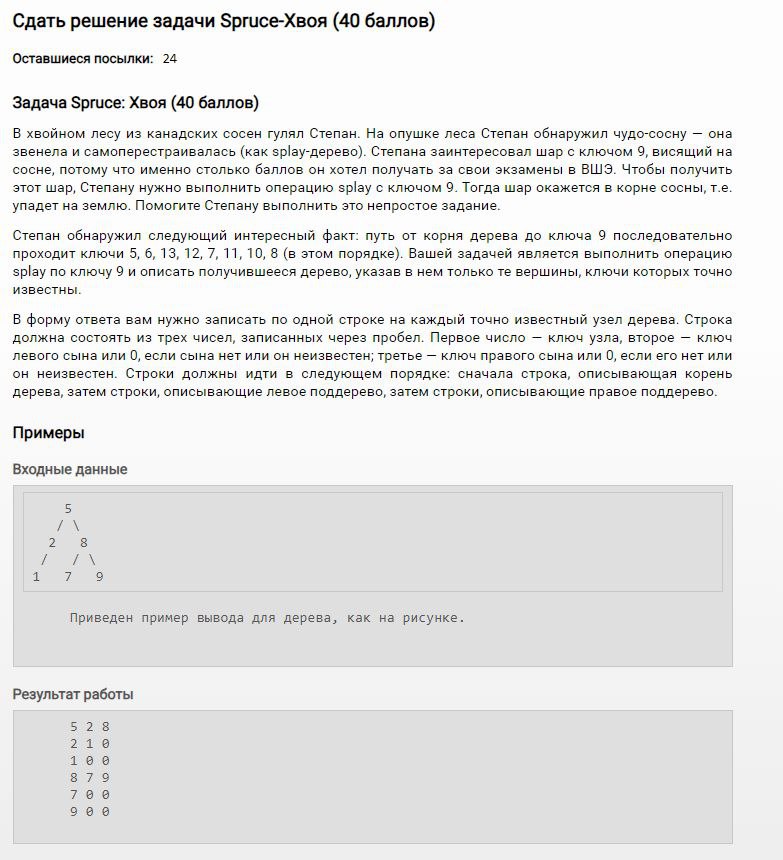 Сдать решение задачи Spruce-Хвоя (40 баллов)
Оставшиеся посылки: 24
Задача Spruce: Хвоя (40 баллов)
В хвойном лесу из канадских сосен гулял Степан. На опушке леса Степан обнаружил чудо-сосну — она
звенела и самоперестраивалась (как splay-дерево). Степана заинтересовал шар с ключом 9, висящий на
сосне, потому что именно столько баллов он хотел получать за свои экзамены в ВШЭ. Чтобы получить
этот шар, Степану нужно выполнить операцию splay с ключом 9. Тогда шар окажется в корне сосны, т.е.
упадет на землю. Помогите Степану выполнить это непростое задание.
Степан обнаружил следующий интересный факт: путь от корня дерева до ключа 9 последовательно
проходит ключи 5, 6, 13, 12, 7, 11, 10, 8 (в этом порядке). Вашей задачей является выполнить операцию
splay по ключу 9 и описать получившееся дерево, указав в нем только те вершины, ключи которых точно
известны.
В форму ответа вам нужно записать по одной строке на каждый точно известный узел дерева. Строка
должна состоять из трех чисел, записанных через пробел. Первое число — ключ узла, второе — ключ
левого сына или 0, если сына нет или он неизвестен; третье — ключ правого сына или 0, если его нет или
он неизвестен. Строки должны идти в следующем порядке: сначала строка, описывающая корень
дерева, затем строки, описывающие левое поддерево, затем строки, описывающие правое поддерево.
Примеры
Входные данные
5
/ \
2 8
/ / \
1 7 9
Приведен пример вывода для дерева, как на рисунке.
Результат работы
5 2 8
2 1 0
1 0 0
8 7 9
7 0 0
9 0 0